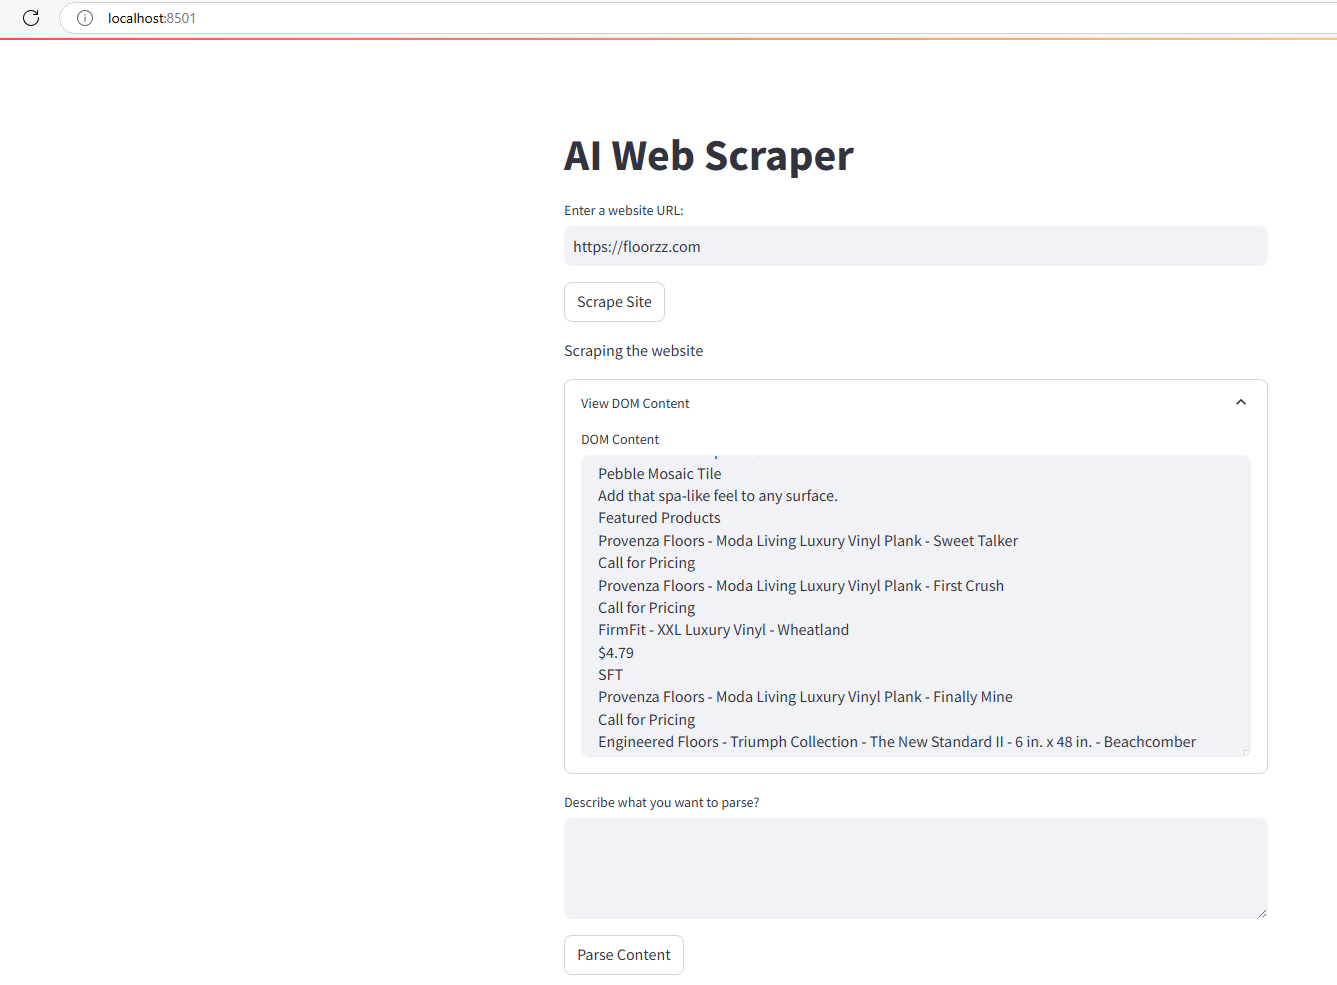 localhost:8501
AI Web Scraper
Enter a website URL:
https://floorzz.com
Scrape Site
Scraping the website
View DOM Content
DOM Content
Pebble Mosaic Tile
Add that spa-like feel to any surface.
Featured Products
Provenza Floors - Moda Living Luxury Vinyl Plank - Sweet Talker
Call for Pricing
Provenza Floors - Moda Living Luxury Vinyl Plank - First Crush
Call for Pricing
FirmFit - XXL Luxury Vinyl - Wheatland
$4.79
SFT
Provenza Floors - Moda Living Luxury Vinyl Plank - Finally Mine
Call for Pricing
Engineered Floors - Triumph Collection - The New Standard II - 6 in. x 48 in. - Beachcomber
Describe what you want to parse?
Parse Content